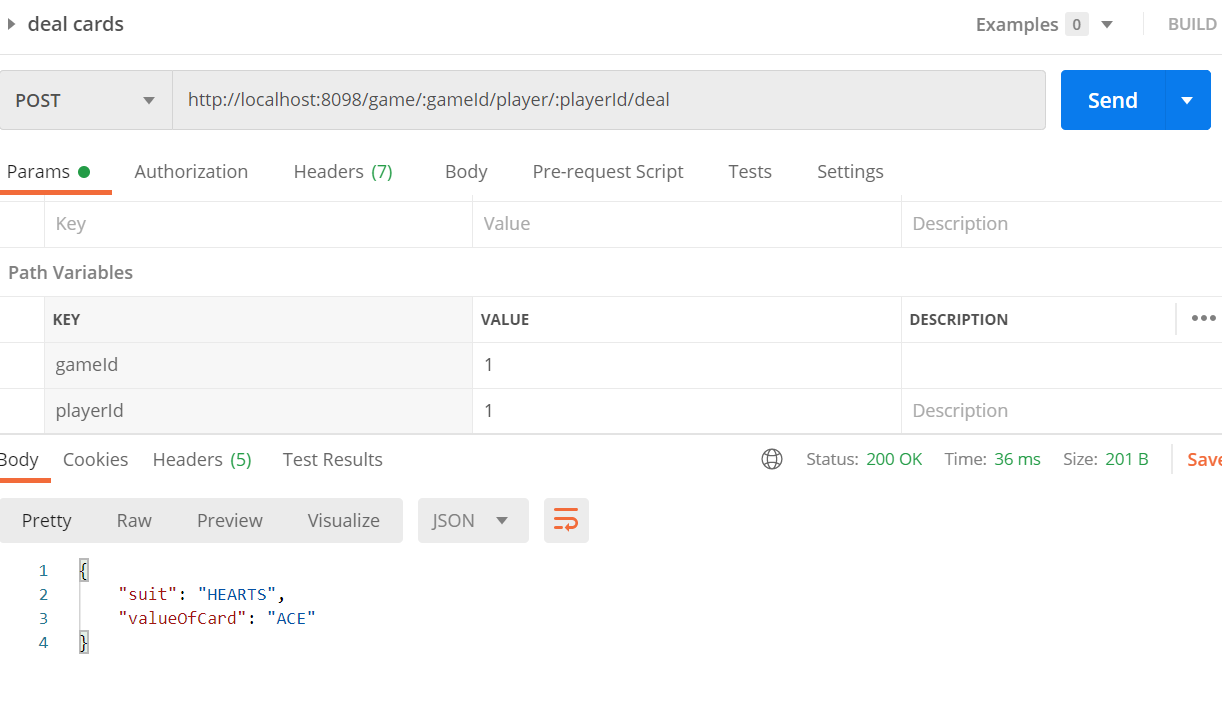 deal cards
Examples 0
BUILD
POST
http://localhost:8098/game/:gameId/player/:playerId/deal
Send
Params
Authorization
Headers (7)
Body
Pre-request Script
Tests
Settings
Key
Value
Description
Path Variables
KEY
VALUE
DESCRIPTION
gameId
1
playerId
1
Description
Body
Cookies
Headers (5)
Test Results
Status: 200 OK
Time: 36 ms
Size: 201 B
Save
Pretty
Raw
Preview
Visualize
JSON
1 {
2 "suit": "HEARTS",
3 "valueOfCard": "ACE"
4 }